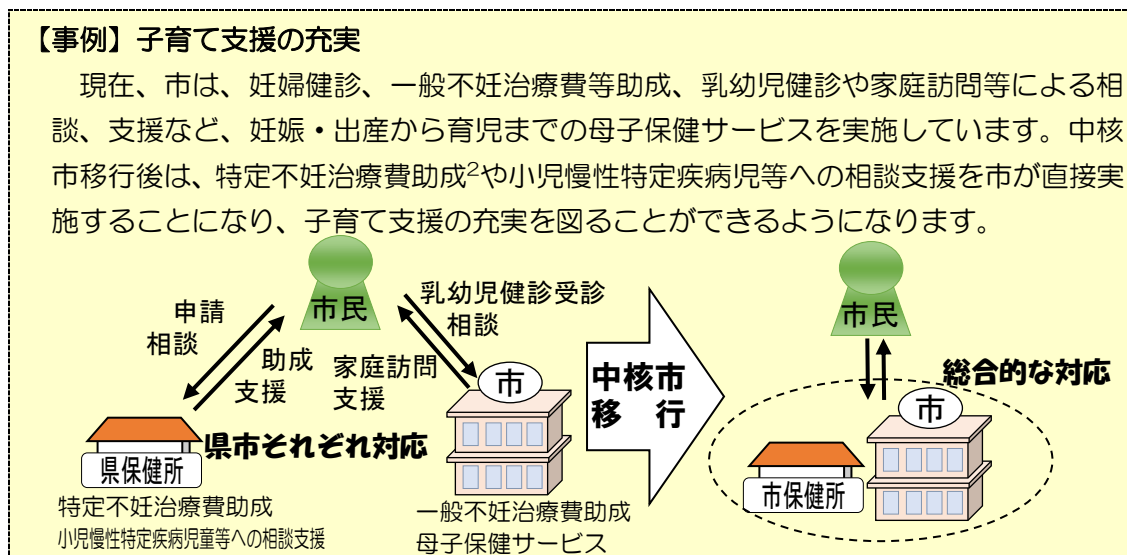 【事例】子育て支援の充実
現在、市は、妊婦健診、一般不妊治療費等助成、乳幼児健診や家庭訪問等による相
談、支援など、妊娠・出産から育児までの母子保健サービスを実施しています。中核
市移行後は、特定不妊治療費助成2や小児慢性特定疾病児等への相談支援を市が直接実
施することになり、子育て支援の充実を図ることができるようになります。
市民
申請
相談
助成
支援
乳幼児健診受診
相談
家庭訪問
支援
県市それぞれ対応
県保健所
特定不妊治療費助成
小児慢性特定疾病児童等への相談支援
市
一般不妊治療費助成
母子保健サービス
中核市
移 行
市民
総合的な対応
市
市保健所